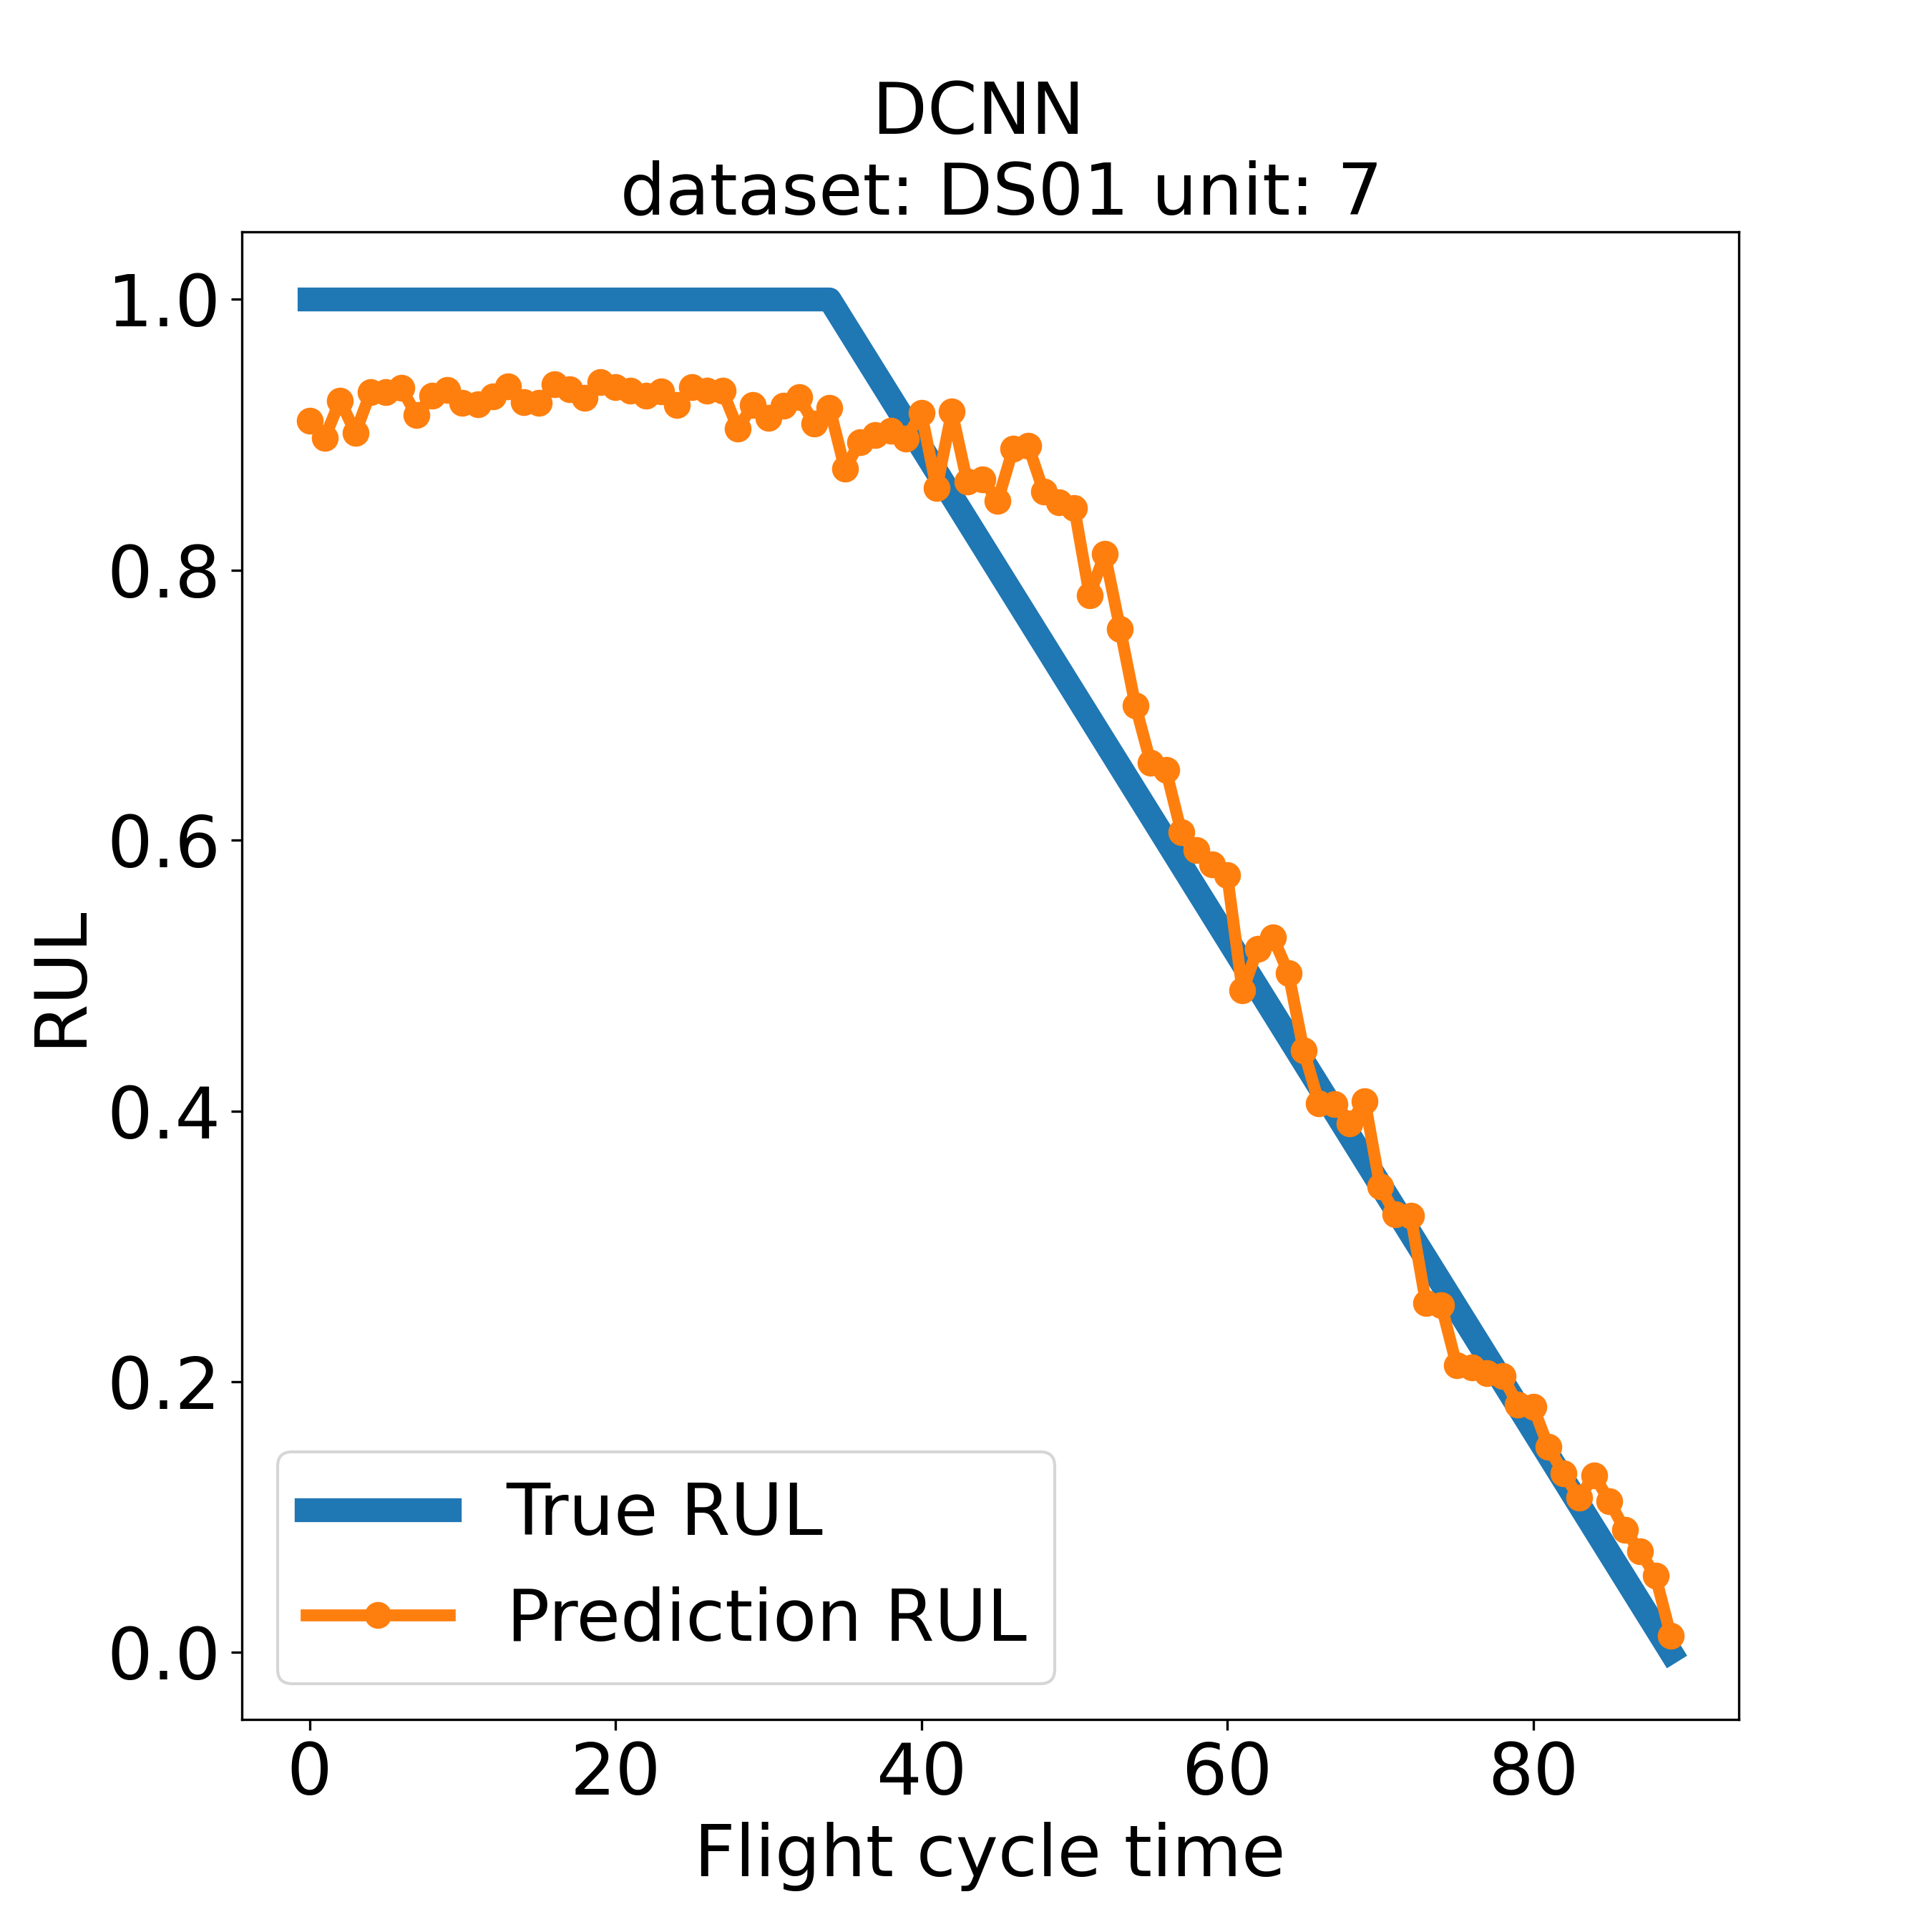 DCNN
dataset: DS01 unit: 7
1.0
0.8
0.6
0.4
0.2
0.0
RUL
True RUL
Prediction RUL
0 20 40 60 80
Flight cycle time